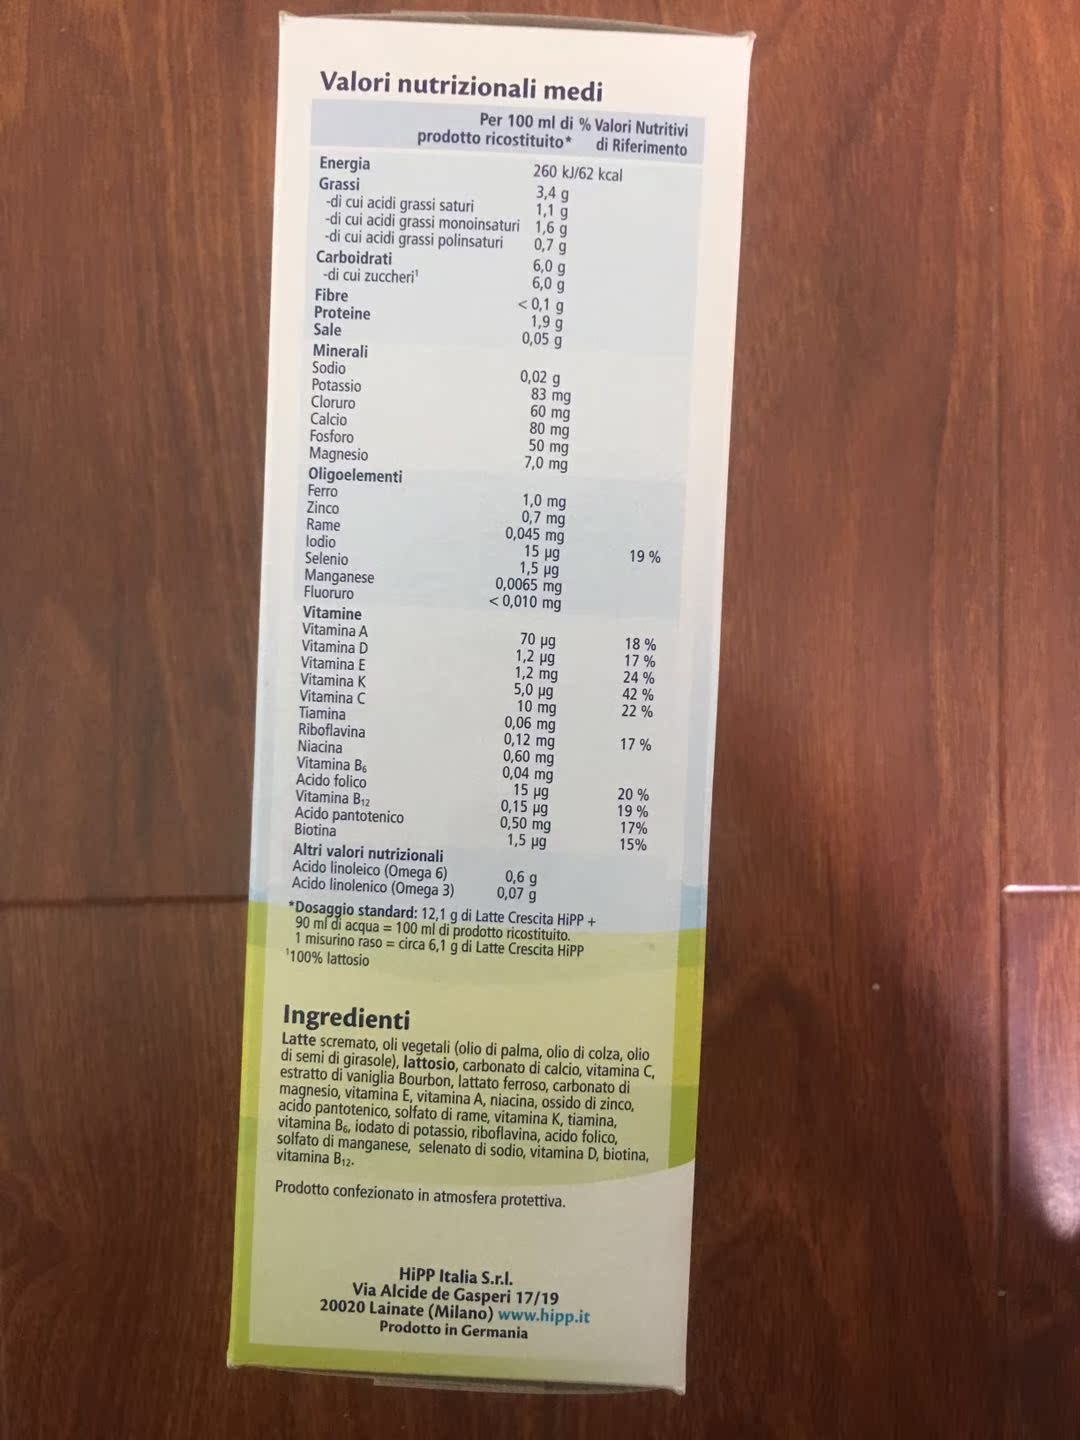 Valori nutrizionali medi
Per 100 ml di % Valori Nutritivi
prodotto ricostituito* di Riferimento
Energia 260 kJ/62 kcal
Grassi 3,4 g
-di cui acidi grassi saturi 1,1 g
-di cui acidi grassi monoinsaturi 1,6 g
-di cui acidi grassi polinsaturi 0,7 g
Carboidrati 6,0 g
-di cui zuccheri¹ 6,0 g
Fibre < 0,1 g
Proteine 1,9 g
Sale 0,05 g
Minerali
Sodio 0,02 g
Potassio 83 mg
Cloruro 60 mg
Calcio 80 mg
Fosforo 50 mg
Magnesio 7,0 mg
Oligoelementi
Ferro 1,0 mg
Zinco 0,7 mg
Rame 0,045 mg
Iodio 15 µg 19 %
Selenio 1,5 µg
Manganese 0,0065 mg
Fluoruro < 0,010 mg
Vitamine
Vitamina A 70 µg 18 %
Vitamina D 1,2 µg 17 %
Vitamina E 1,2 mg 24 %
Vitamina K 5,0 µg 42 %
Vitamina C 10 mg 22 %
Tiamina 0,06 mg
Riboflavina 0,12 mg 17 %
Niacina 0,60 mg
Vitamina B₆ 0,04 mg
Acido folico 15 µg 20 %
Vitamina B₁₂ 0,15 µg 19 %
Acido pantotenico 0,50 mg 17%
Biotina 1,5 µg 15%
Altri valori nutrizionali
Acido linoleico (Omega 6) 0,6 g
Acido linolenico (Omega 3) 0,07 g
*Dosaggio standard: 12,1 g di Latte Crescita HiPP +
90 ml di acqua = 100 ml di prodotto ricostituito.
1 misurino raso = circa 6,1 g di Latte Crescita HiPP
¹100% lattosio
Ingredienti
Latte scremato, oli vegetali (olio di palma, olio di colza, olio
di semi di girasole), lattosio, carbonato di calcio, vitamina C,
estratto di vaniglia Bourbon, lattato ferroso, carbonato di
magnesio, vitamina E, vitamina A, niacina, ossido di zinco,
acido pantotenico, solfato di rame, vitamina K, tiamina,
vitamina B₆, iodato di potassio, riboflavina, acido folico,
solfato di manganese, selenato di sodio, vitamina D, biotina,
vitamina B₁₂.
Prodotto confezionato in atmosfera protettiva.
HiPP Italia S.r.l.
Via Alcide de Gasperi 17/19
20020 Lainate (Milano) www.hipp.it
Prodotto in Germania